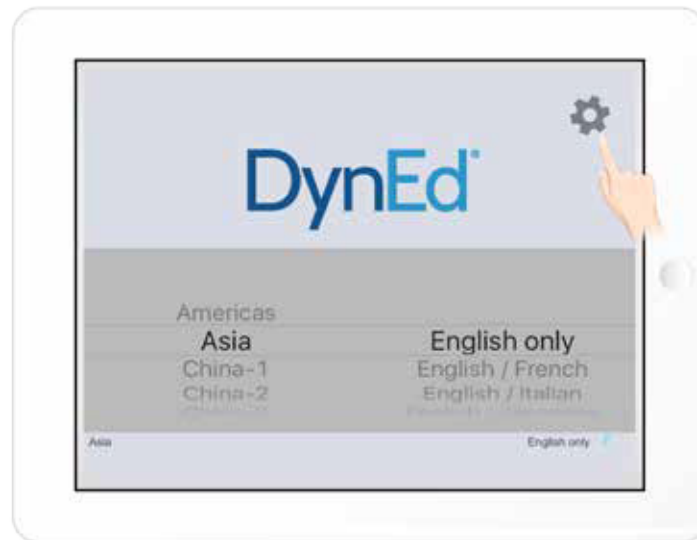 DynEd
Americas
Asia English only
China-1 English / French
China-2 English / Italian
Asia English only